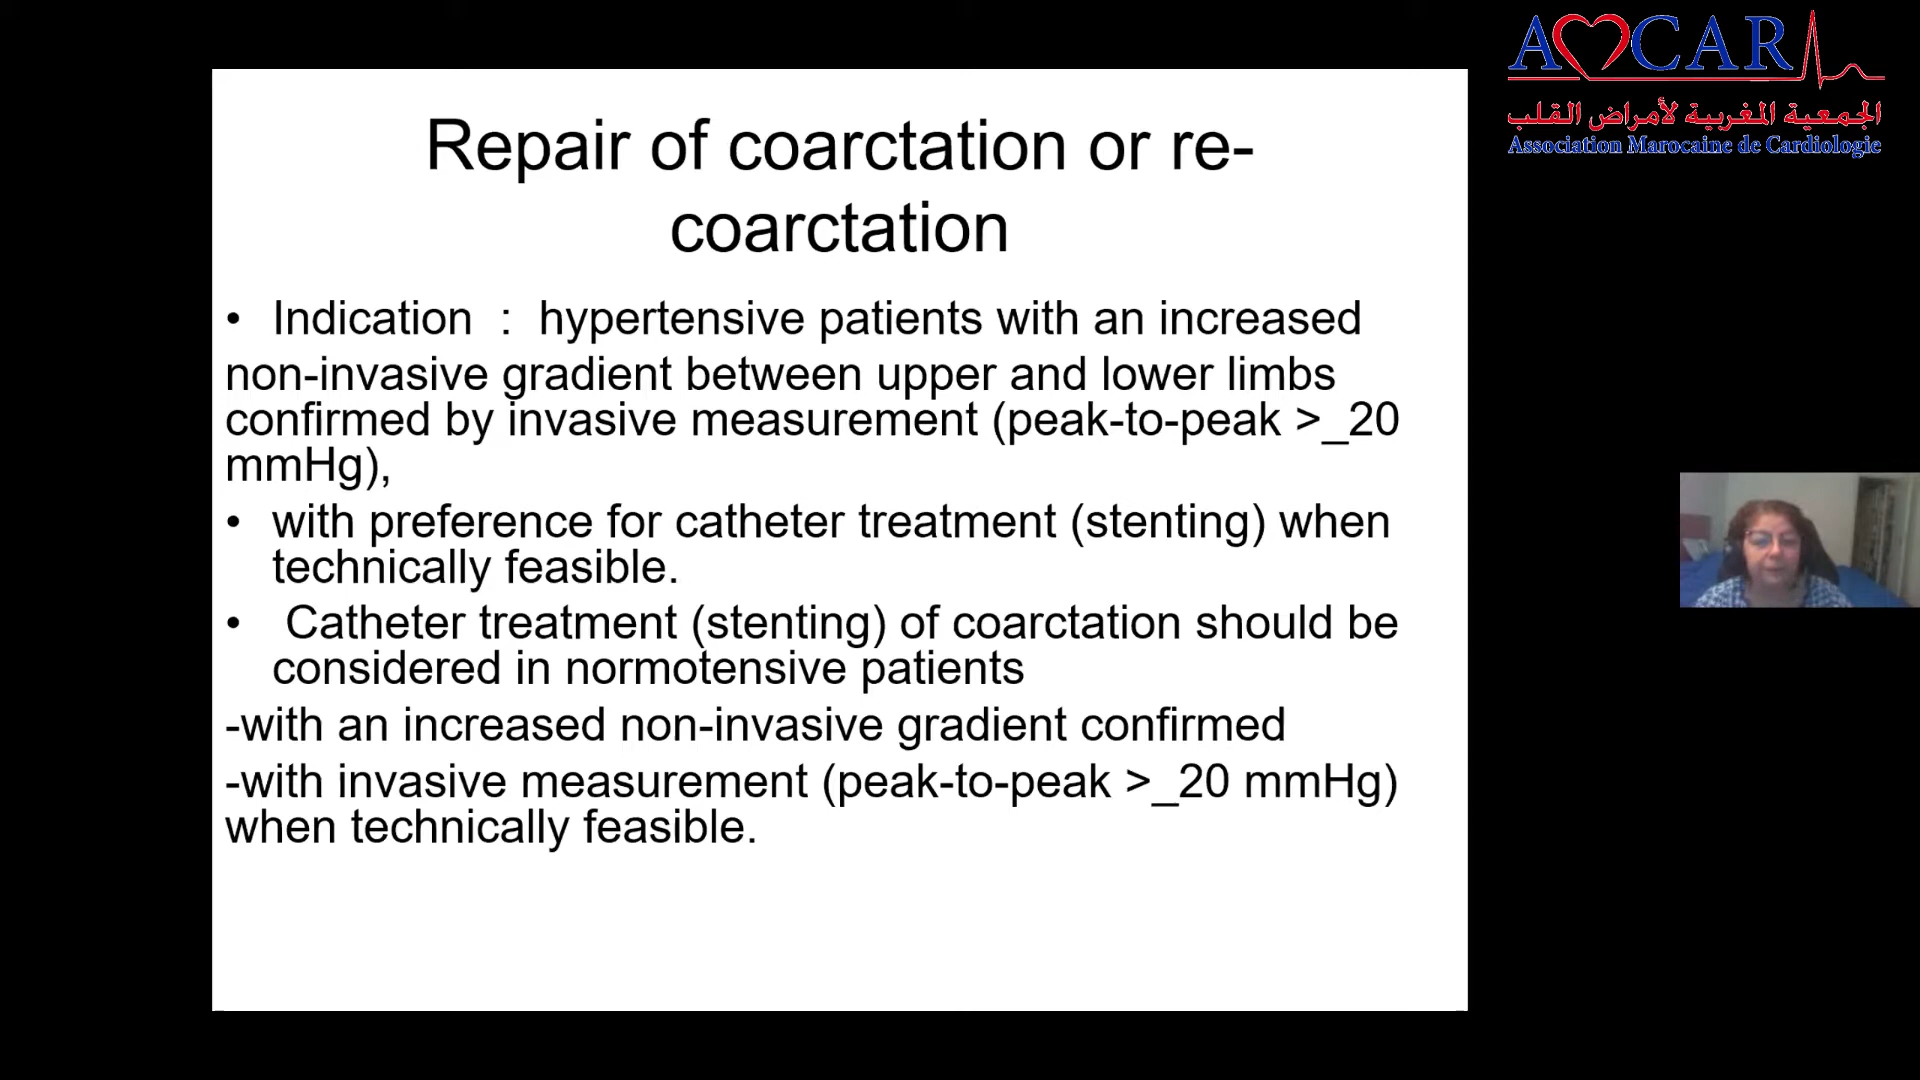 Repair of coarctation or re-
coarctation
• Indication : hypertensive patients with an increased
non-invasive gradient between upper and lower limbs
confirmed by invasive measurement (peak-to-peak >_20
mmHg),
• with preference for catheter treatment (stenting) when
technically feasible.
• Catheter treatment (stenting) of coarctation should be
considered in normotensive patients
-with an increased non-invasive gradient confirmed
-with invasive measurement (peak-to-peak >_20 mmHg)
when technically feasible.
AMCAR
الجمعية المغربية لأمراض القلب
Association Marocaine de Cardiologie